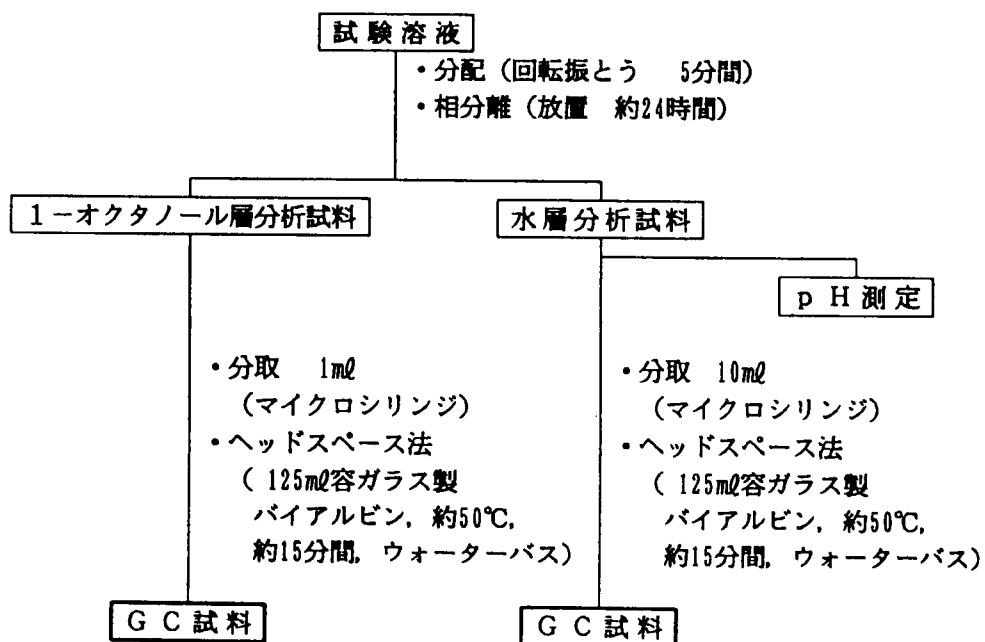 試験溶液
・分配（回転振とう　5分間）
・相分離（放置　約24時間）
１－オクタノール層分析試料
水層分析試料
ｐＨ測定
・分取　1mℓ
（マイクロシリンジ）
・ヘッドスペース法
（ 125mℓ容ガラス製
バイアルビン，約50℃，
約15分間，ウォーターバス）
ＧＣ試料
・分取　10mℓ
（マイクロシリンジ）
・ヘッドスペース法
（ 125mℓ容ガラス製
バイアルビン，約50℃，
約15分間，ウォーターバス）
ＧＣ試料